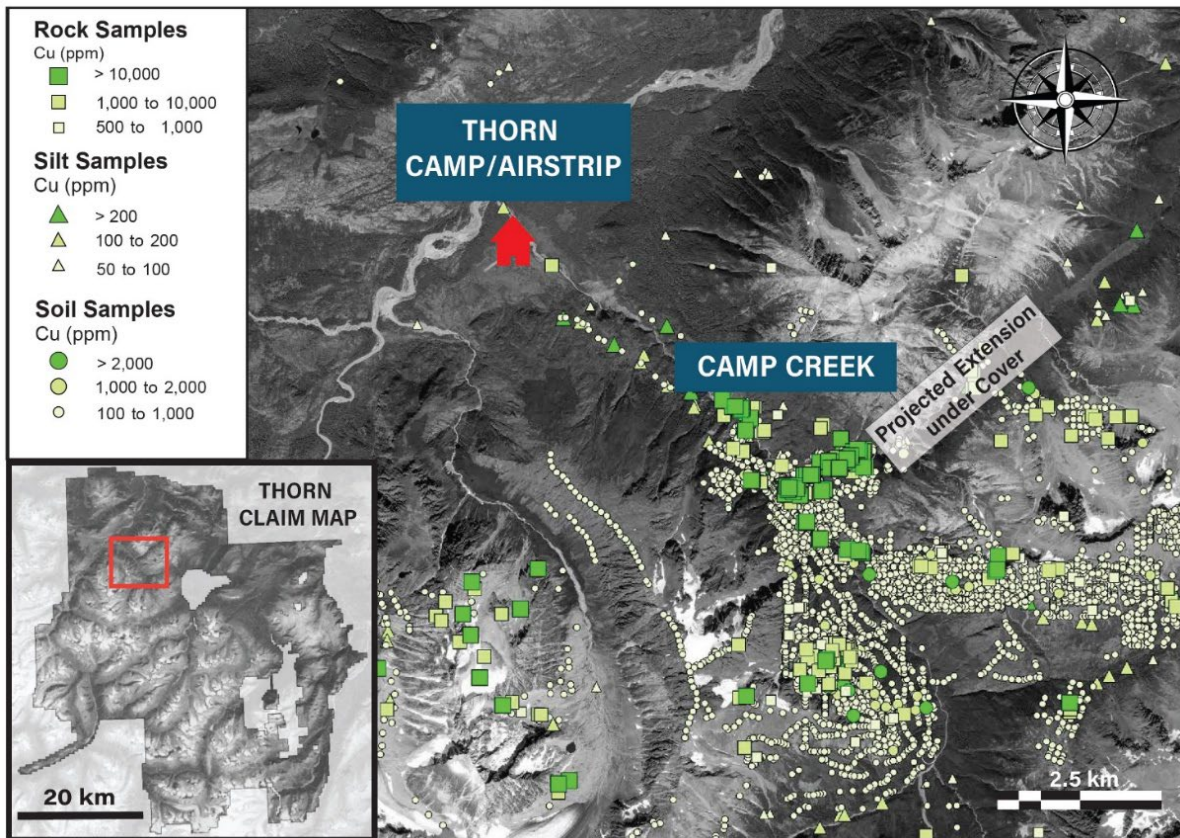 Rock Samples
Cu (ppm)
> 10,000
1,000 to 10,000
500 to 1,000
Silt Samples
Cu (ppm)
> 200
100 to 200
50 to 100
Soil Samples
Cu (ppm)
> 2,000
1,000 to 2,000
100 to 1,000
THORN
CAMP/AIRSTRIP
CAMP CREEK
Projected Extension
under Cover
THORN
CLAIM MAP
20 km
2.5 km